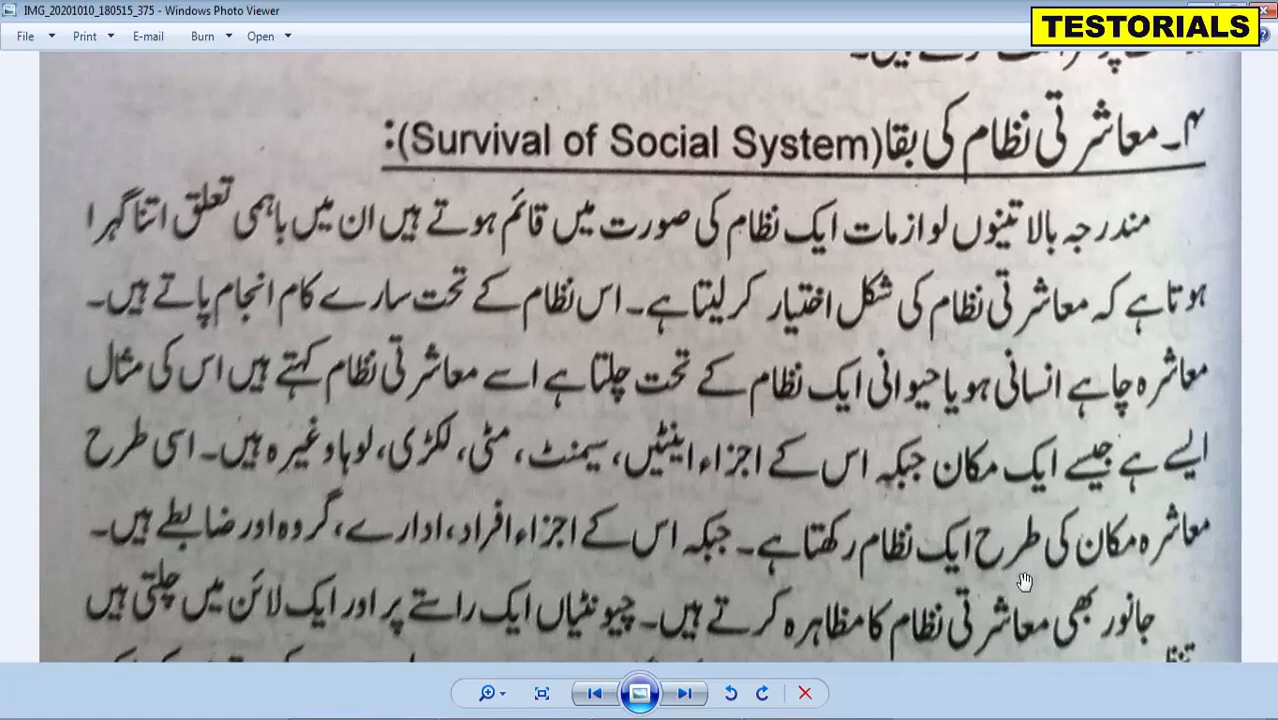 IMG_20201010_180515_375 - Windows Photo Viewer
File Print E-mail Burn Open
TESTORIALS
۴۔ معاشرتی نظام کی بقا (Survival of Social System):
مندرجہ بالا تینوں لوازمات ایک نظام کی صورت میں قائم ہوتے ہیں ان میں باہمی تعلق اتنا گہرا
ہوتا ہے کہ معاشرتی نظام کی شکل اختیار کر لیتا ہے۔ اس نظام کے تحت سارے کام انجام پاتے ہیں۔
معاشرہ چاہے انسانی ہو یا حیوانی ایک نظام کے تحت چلتا ہے اسے معاشرتی نظام کہتے ہیں اس کی مثال
ایسے ہے جیسے ایک مکان جبکہ اس کے اجزاء اینٹیں، سیمنٹ، مٹی، لکڑی، لوہا وغیرہ ہیں۔ اسی طرح
معاشرہ مکان کی طرح ایک نظام رکھتا ہے۔ جبکہ اس کے اجزاء افراد، ادارے، گروہ اور ضابطے ہیں۔
جانور بھی معاشرتی نظام کا مظاہرہ کرتے ہیں۔ چیونٹیاں ایک راستے پر اور ایک لائن میں چلتی ہیں